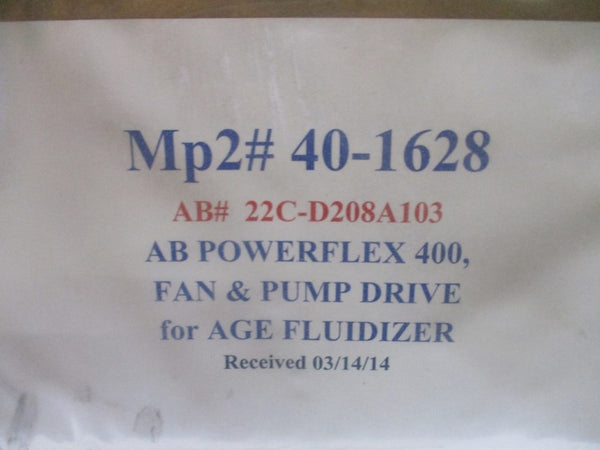 Mp2# 40-1628
AB# 22C-D208A103
AB POWERFLEX 400,
FAN & PUMP DRIVE
for AGE FLUIDIZER
Received 03/14/14